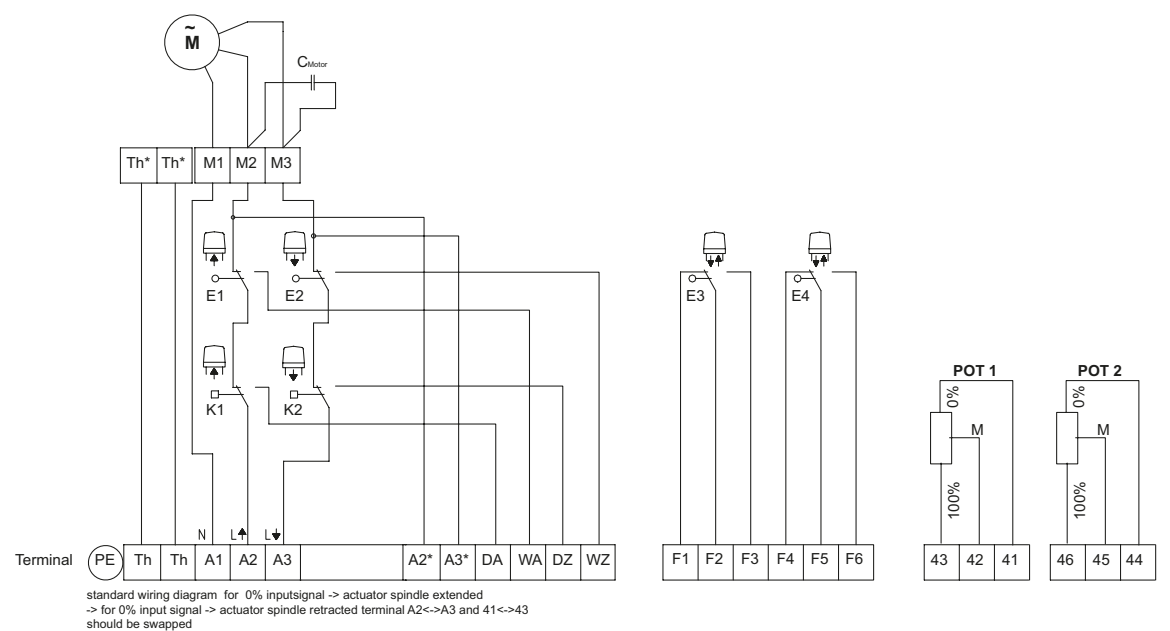 ~
M
CMotor
Th* Th* M1 M2 M3
E1 E2 E3 E4
K1 K2
POT 1 POT 2
0% 0%
M M
100% 100%
N L L
Terminal PE Th Th A1 A2 A3 A2* A3* DA WA DZ WZ F1 F2 F3 F4 F5 F6 43 42 41 46 45 44
standard wiring diagram for 0% inputsignal -> actuator spindle extended
-> for 0% input signal -> actuator spindle retracted terminal A2<->A3 and 41<->43
should be swapped